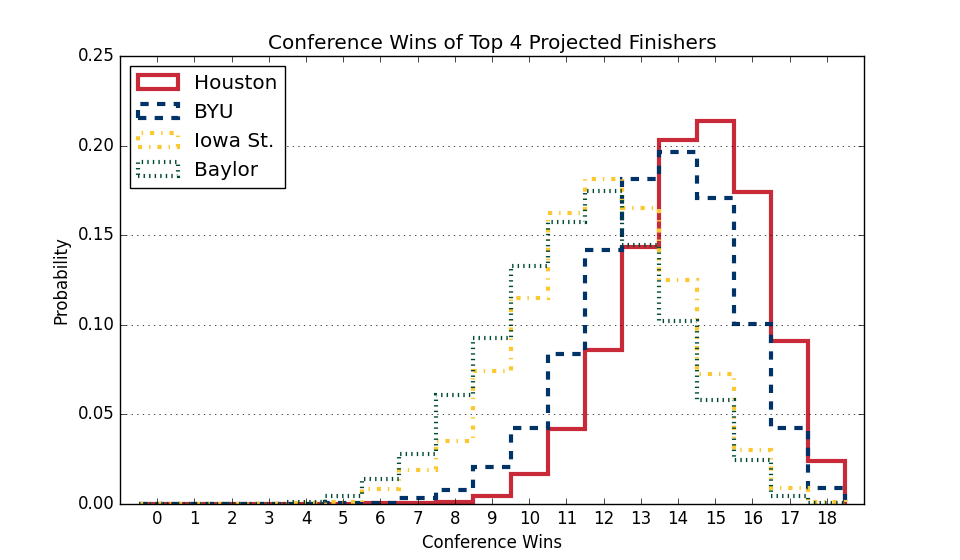 Conference Wins of Top 4 Projected Finishers
0.25
0.20
0.15
0.10
0.05
0.00
Probability
Houston
BYU
Iowa St.
Baylor
0 1 2 3 4 5 6 7 8 9 10 11 12 13 14 15 16 17 18
Conference Wins